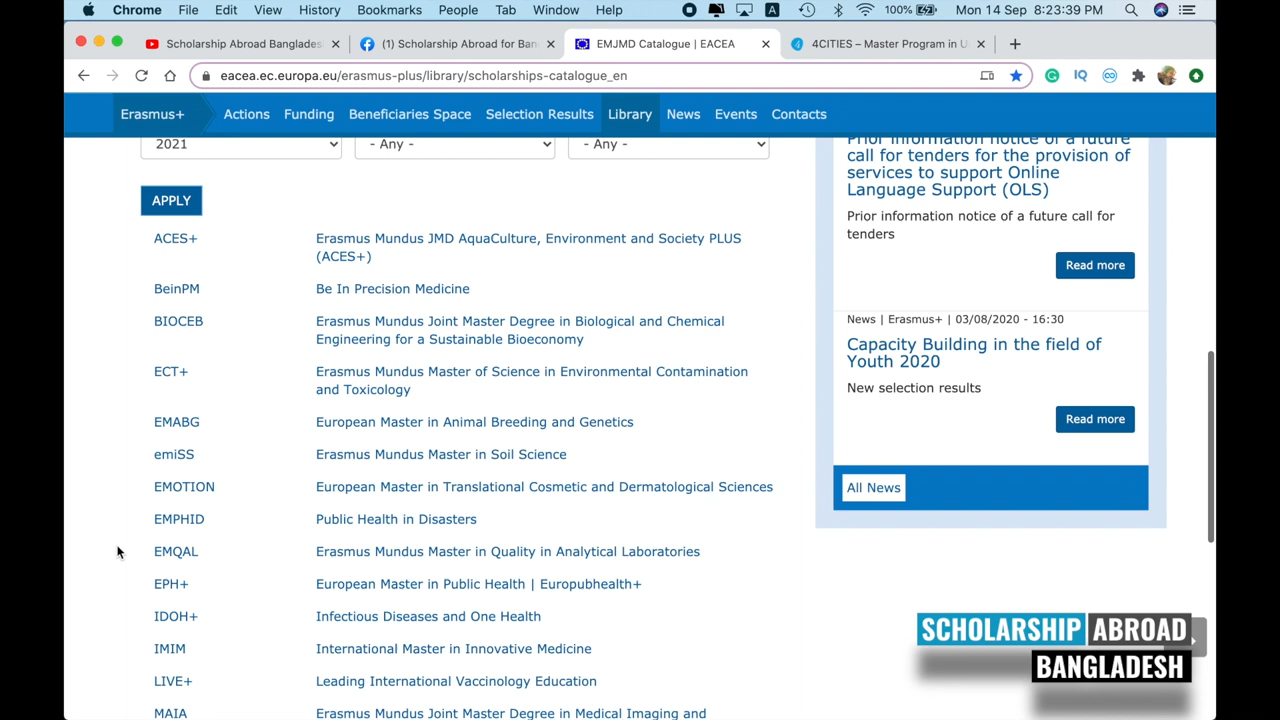 Chrome File Edit View History Bookmarks People Tab Window Help A 100% Mon 14 Sep 8:23:39 PM
Scholarship Abroad Banglades × (1) Scholarship Abroad for Ban × EMJMD Catalogue | EACEA × 4CITIES – Master Program in U × +
eacea.ec.europa.eu/erasmus-plus/library/scholarships-catalogue_en IQ
Erasmus+ Actions Funding Beneficiaries Space Selection Results Library News Events Contacts
2021 - Any - - Any -
APPLY
ACES+ Erasmus Mundus JMD AquaCulture, Environment and Society PLUS
(ACES+)
BeinPM Be In Precision Medicine
BIOCEB Erasmus Mundus Joint Master Degree in Biological and Chemical
Engineering for a Sustainable Bioeconomy
ECT+ Erasmus Mundus Master of Science in Environmental Contamination
and Toxicology
EMABG European Master in Animal Breeding and Genetics
emiSS Erasmus Mundus Master in Soil Science
EMOTION European Master in Translational Cosmetic and Dermatological Sciences
EMPHID Public Health in Disasters
EMQAL Erasmus Mundus Master in Quality in Analytical Laboratories
EPH+ European Master in Public Health | Europubhealth+
IDOH+ Infectious Diseases and One Health
IMIM International Master in Innovative Medicine
LIVE+ Leading International Vaccinology Education
MAIA Erasmus Mundus Joint Master Degree in Medical Imaging and
Prior information notice of a future
call for tenders for the provision of
services to support Online
Language Support (OLS)
Prior information notice of a future call for
tenders
Read more
News | Erasmus+ | 03/08/2020 - 16:30
Capacity Building in the field of
Youth 2020
New selection results
Read more
All News
SCHOLARSHIP ABROAD
BANGLADESH